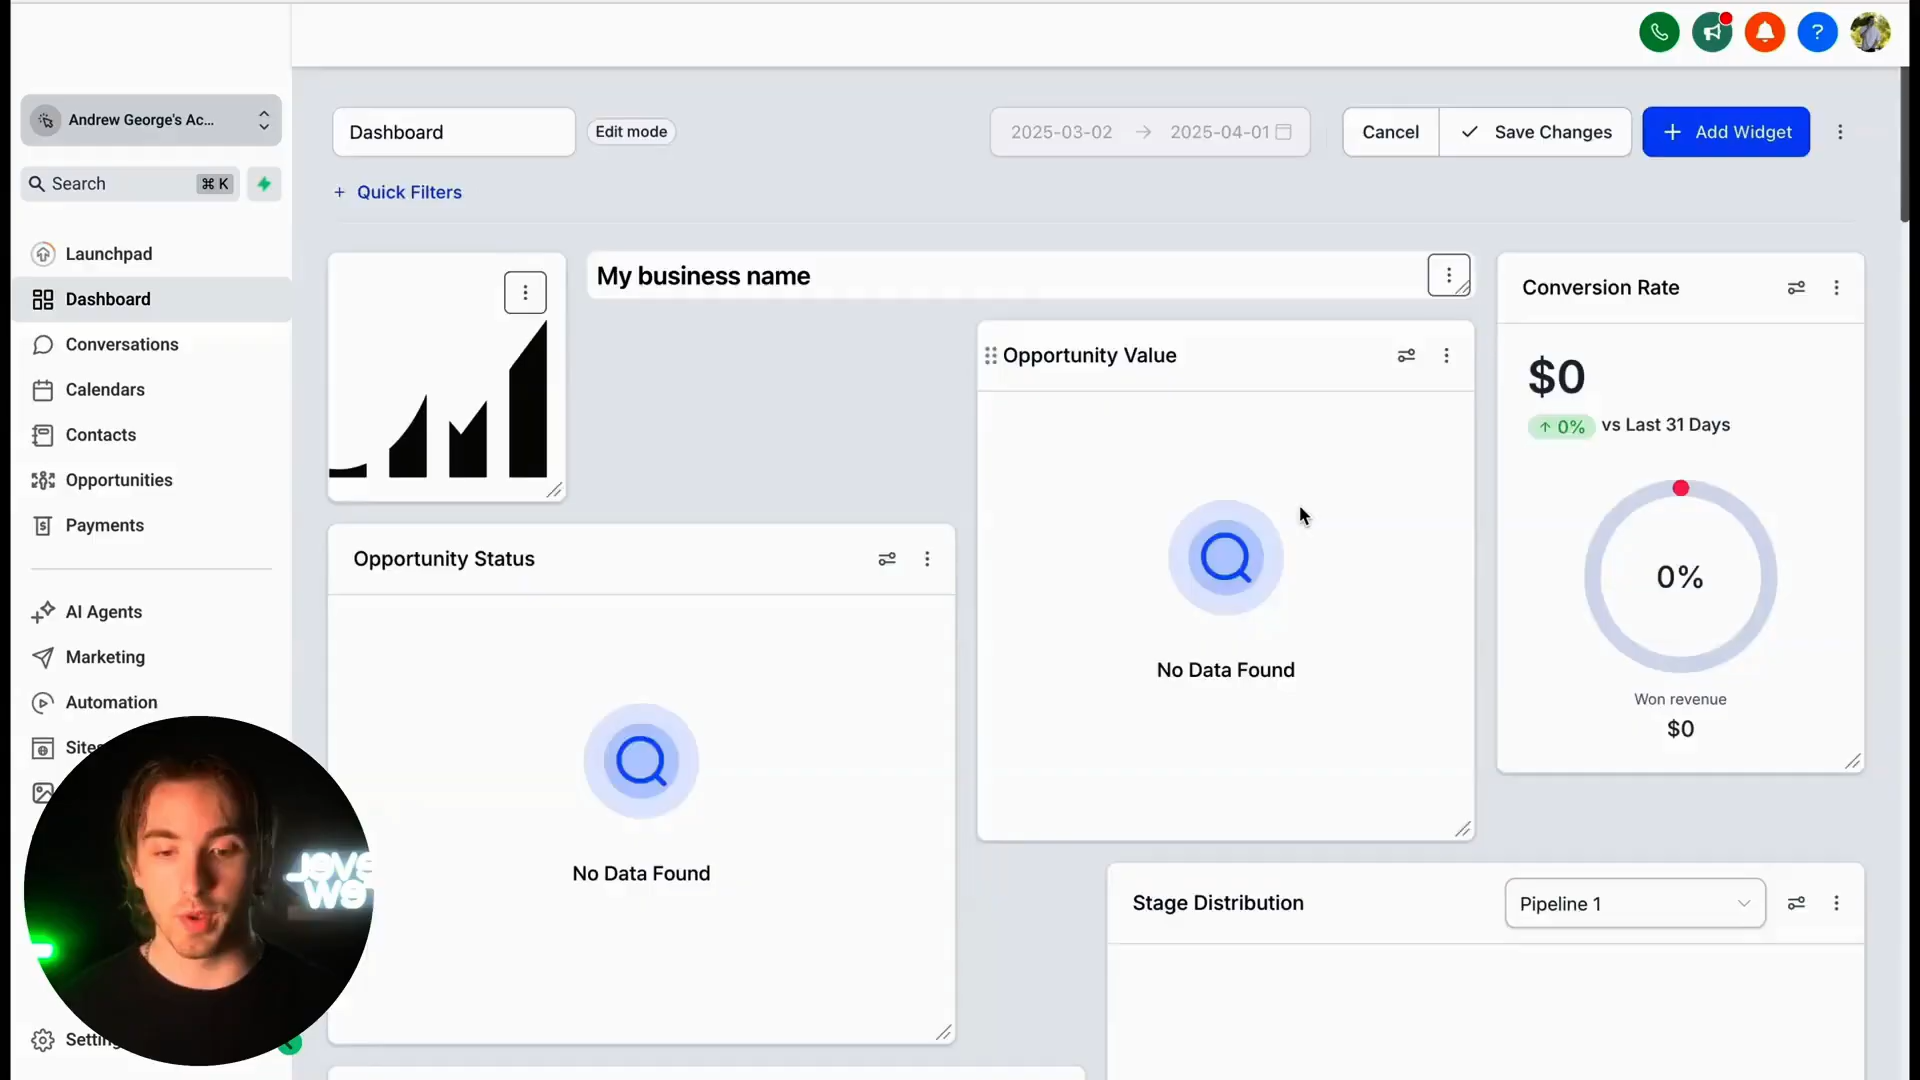 Andrew George's Ac...
Search
⌘ K
Launchpad
Dashboard
Conversations
Calendars
Contacts
Opportunities
Payments
AI Agents
Marketing
Automation
Sites
Dashboard
Edit mode
2025-03-02 → 2025-04-01
Cancel
Save Changes
+ Add Widget
?
+ Quick Filters
My business name
Conversion Rate
$0
↑ 0% vs Last 31 Days
0%
Won revenue
$0
Opportunity Value
No Data Found
Opportunity Status
No Data Found
Stage Distribution
Pipeline 1